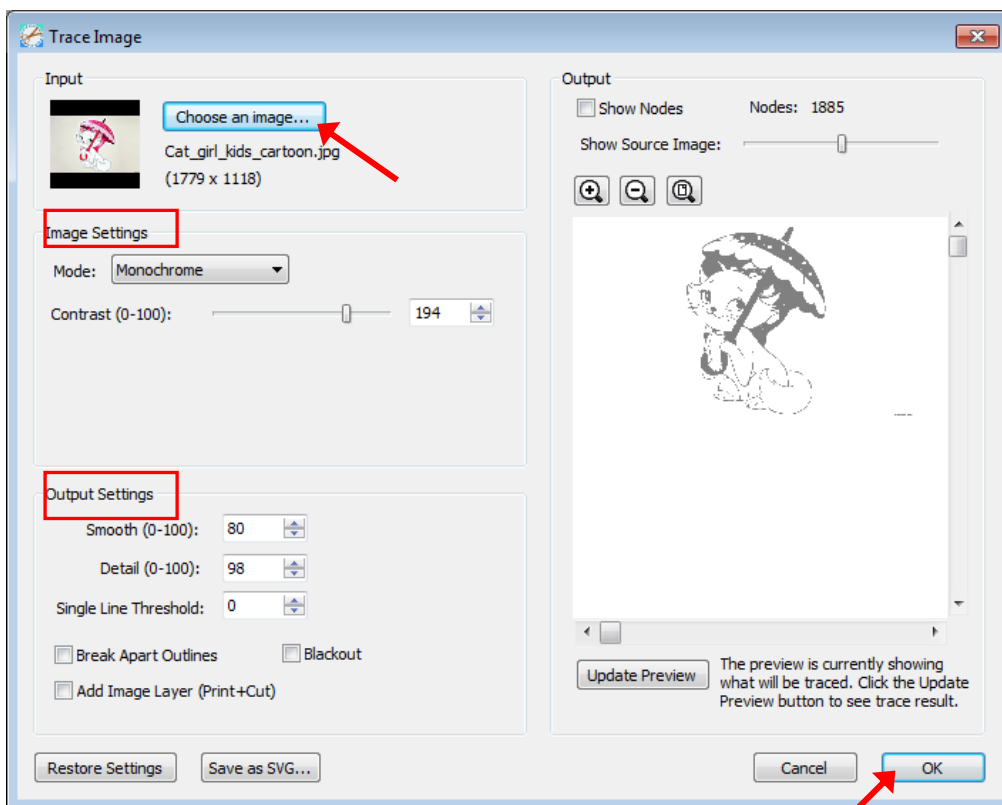 Trace Image
Input
Choose an image...
Cat_girl_kids_cartoon.jpg
(1779 x 1118)
Image Settings
Mode: Monochrome
Contrast (0-100): 194
Output Settings
Smooth (0-100): 80
Detail (0-100): 98
Single Line Threshold: 0
Break Apart Outlines Blackout
Add Image Layer (Print+Cut)
Restore Settings Save as SVG...
Output
Show Nodes Nodes: 1885
Show Source Image:
Update Preview
The preview is currently showing
what will be traced. Click the Update
Preview button to see trace result.
Cancel OK